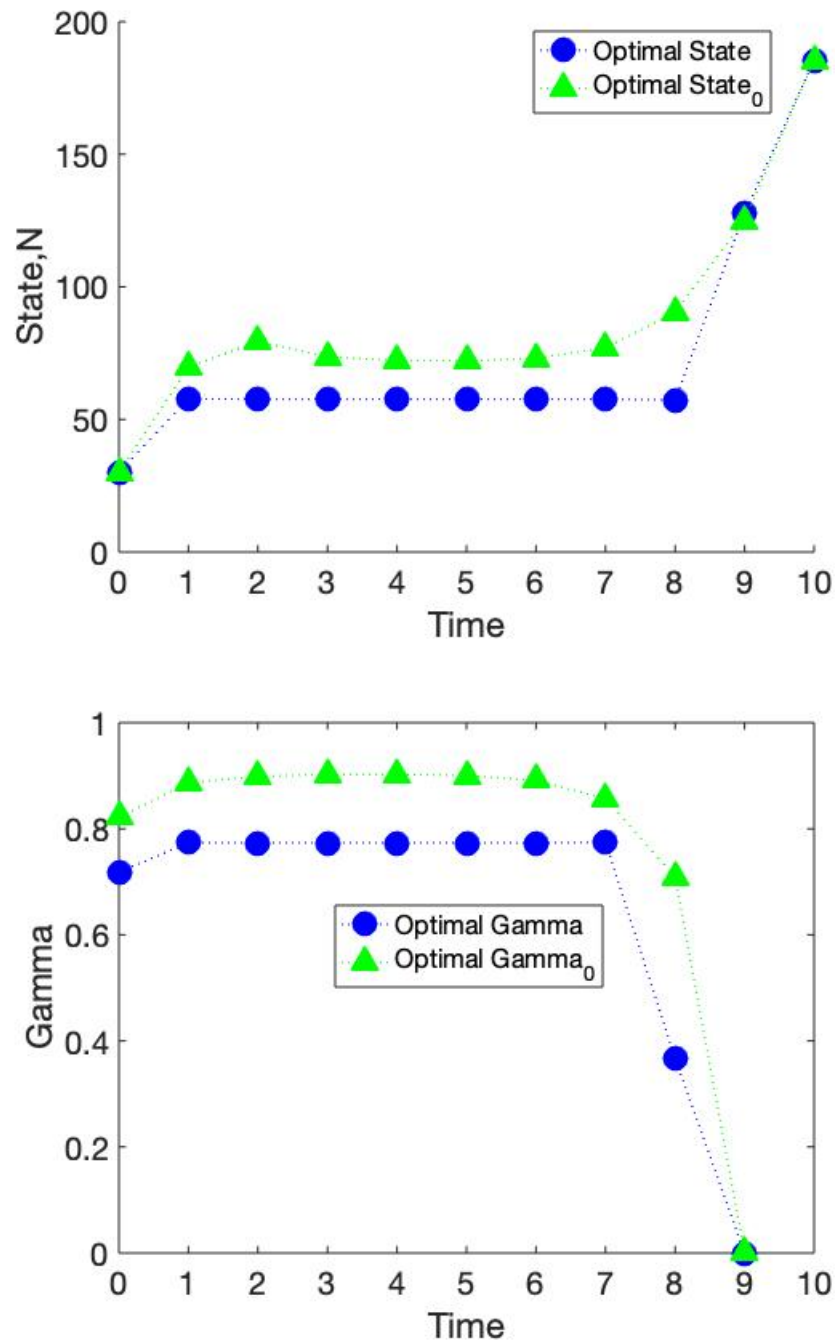 200
150
100
50
0
State,N
Optimal State
Optimal State0
0 1 2 3 4 5 6 7 8 9 10
Time
1
0.8
0.6
0.4
0.2
0
Gamma
Optimal Gamma
Optimal Gamma0
0 1 2 3 4 5 6 7 8 9 10
Time